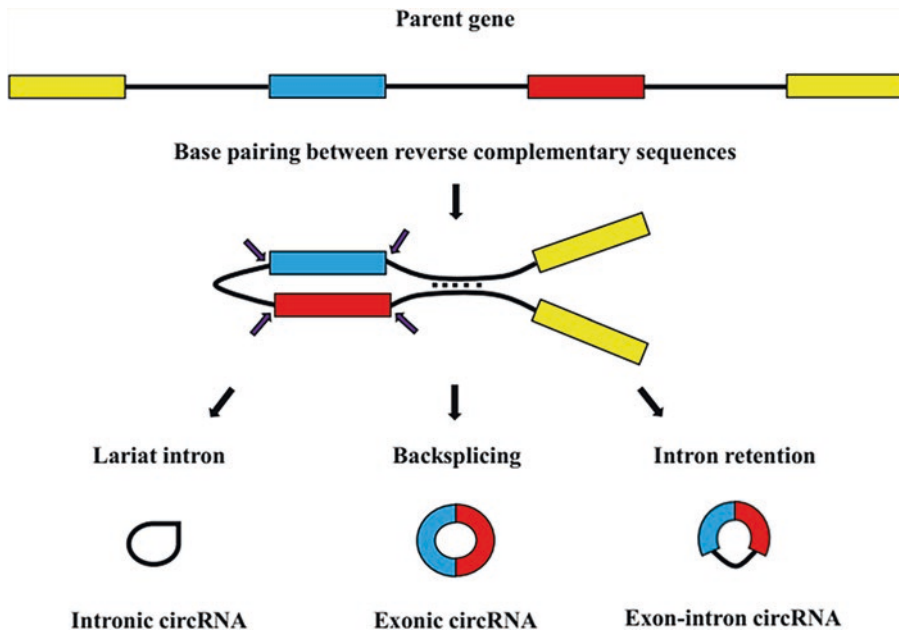 Parent gene
Base pairing between reverse complementary sequences
Lariat intron Backsplicing Intron retention
Intronic circRNA Exonic circRNA Exon-intron circRNA